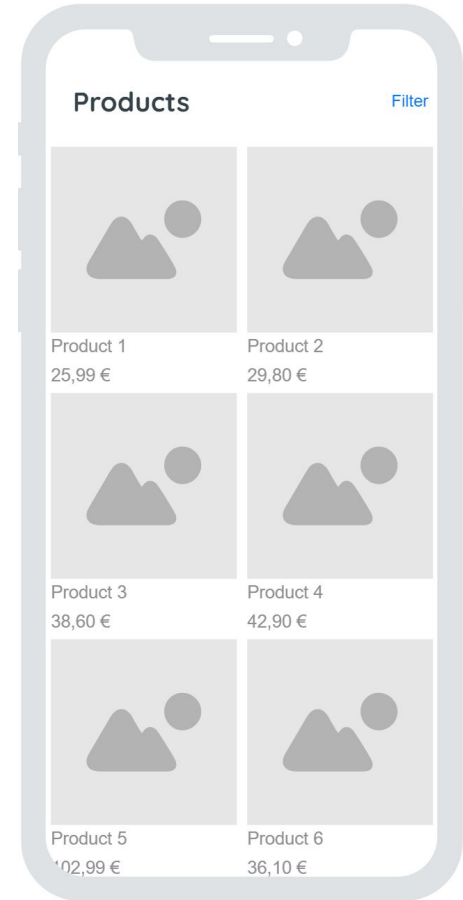 Products
Filter
Product 1
Product 2
25,99 €
29,80 €
Product 3
Product 4
38,60 €
42,90 €
Product 5
Product 6
102,99 €
36,10 €